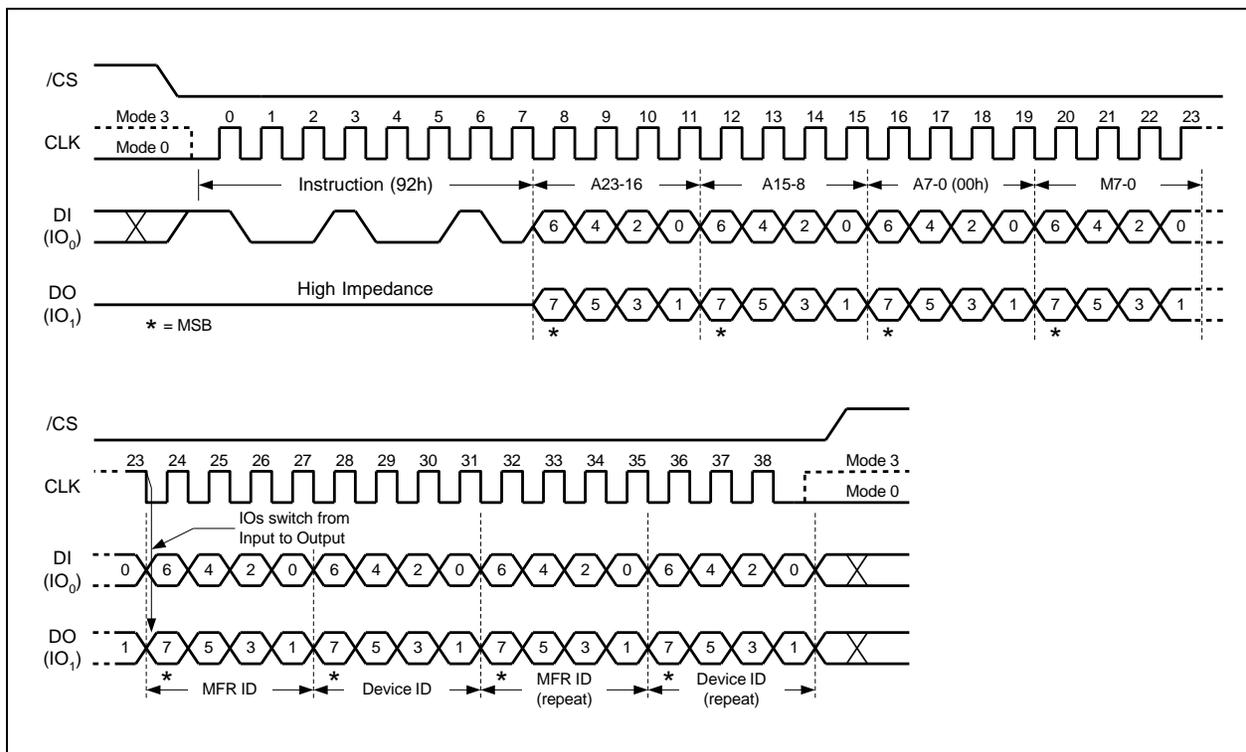 /CS
Mode 3 0 1 2 3 4 5 6 7 8 9 10 11 12 13 14 15 16 17 18 19 20 21 22 23
CLK
Mode 0
Instruction (92h) A23-16 A15-8 A7-0 (00h) M7-0
DI
(IO0) 6 4 2 0 6 4 2 0 6 4 2 0 6 4 2 0
High Impedance
DO
(IO1) 7 5 3 1 7 5 3 1 7 5 3 1 7 5 3 1
* = MSB * * * *
/CS
23 24 25 26 27 28 29 30 31 32 33 34 35 36 37 38 Mode 3
CLK
Mode 0
IOs switch from
Input to Output
DI
(IO0) 0 6 4 2 0 6 4 2 0 6 4 2 0 6 4 2 0
DO
(IO1) 1 7 5 3 1 7 5 3 1 7 5 3 1 7 5 3 1
* * * *
MFR ID Device ID MFR ID
(repeat) Device ID
(repeat)